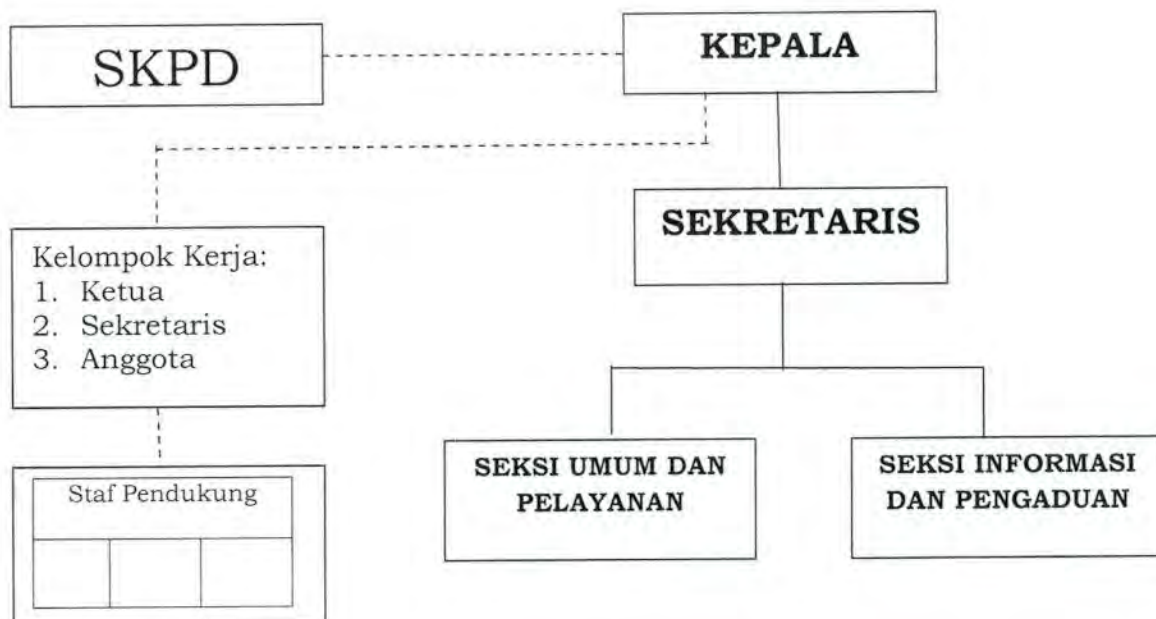 SKPD
KEPALA
SEKRETARIS
Kelompok Kerja:
1. Ketua
2. Sekretaris
3. Anggota
Staf Pendukung
SEKSI UMUM DAN
PELAYANAN
SEKSI INFORMASI
DAN PENGADUAN